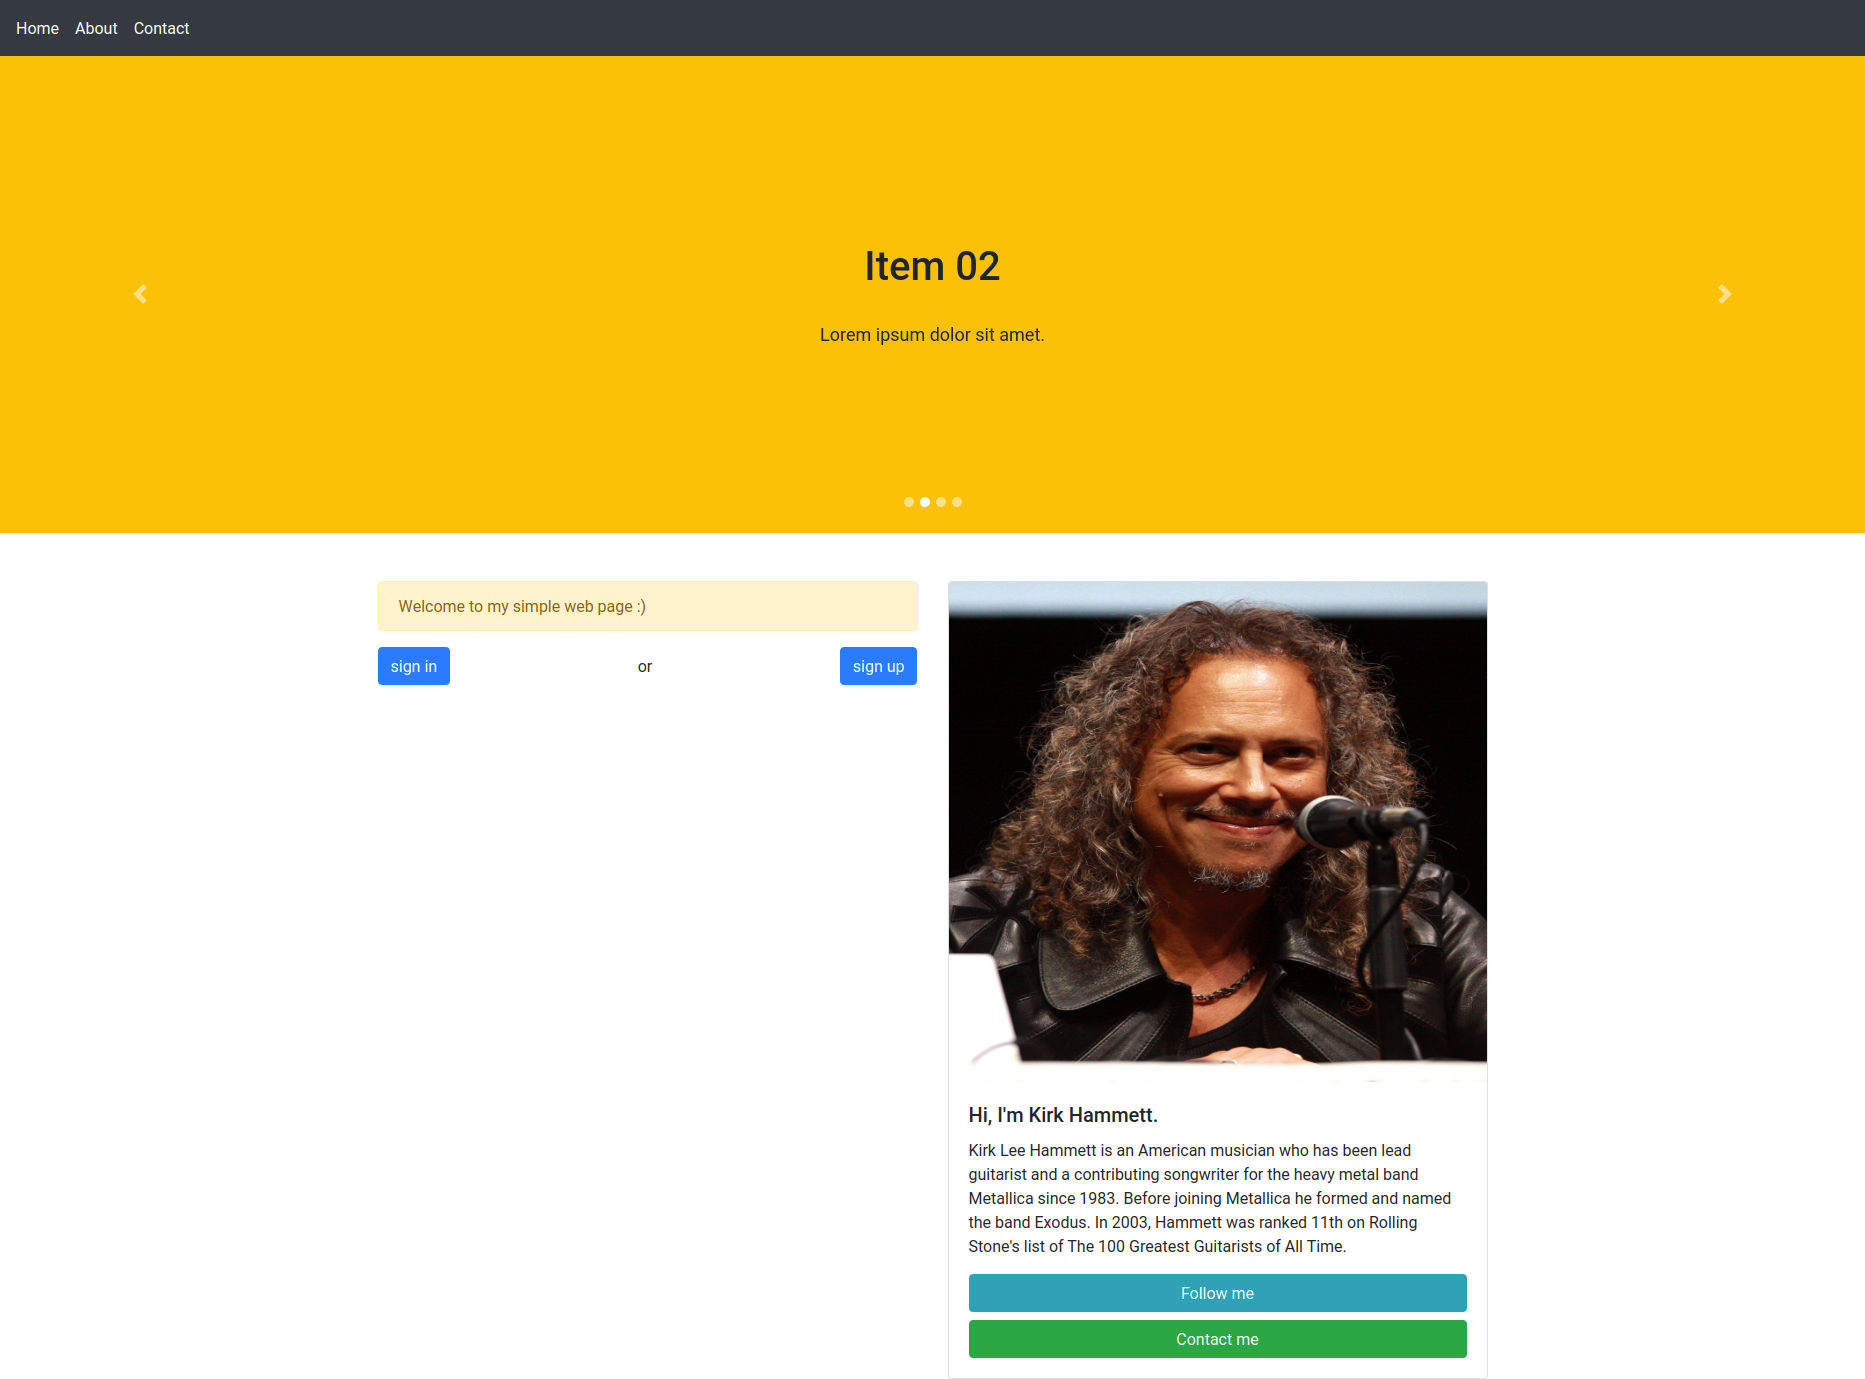 Home About Contact
Item 02
Lorem ipsum dolor sit amet.
Welcome to my simple web page :)
sign in or sign up
Hi, I'm Kirk Hammett.
Kirk Lee Hammett is an American musician who has been lead
guitarist and a contributing songwriter for the heavy metal band
Metallica since 1983. Before joining Metallica he formed and named
the band Exodus. In 2003, Hammett was ranked 11th on Rolling
Stone's list of The 100 Greatest Guitarists of All Time.
Follow me
Contact me